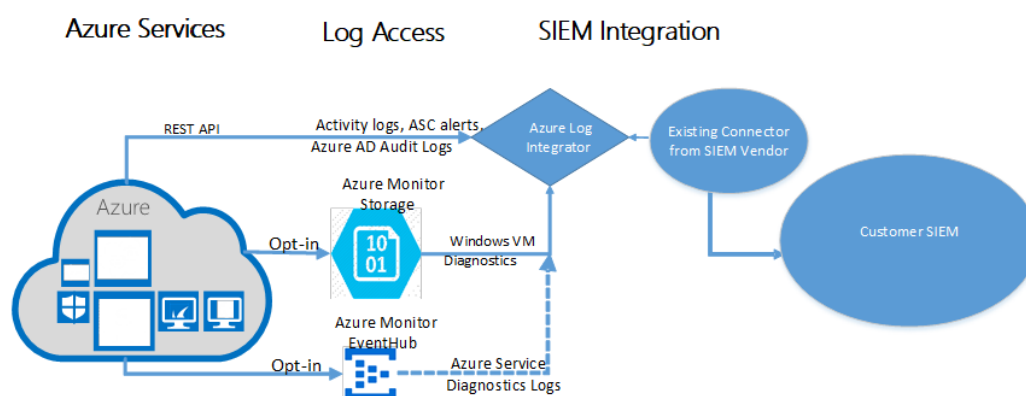 Azure Services
Log Access
SIEM Integration
REST API
Activity logs, ASC alerts,
Azure AD Audit Logs
Azure Log
Integrator
Existing Connector
from SIEM Vendor
Azure Monitor
Storage
Azure
Opt-in
10
01
Windows VM
Diagnostics
Customer SIEM
Azure Monitor
EventHub
Opt-in
Azure Service
Diagnostics Logs